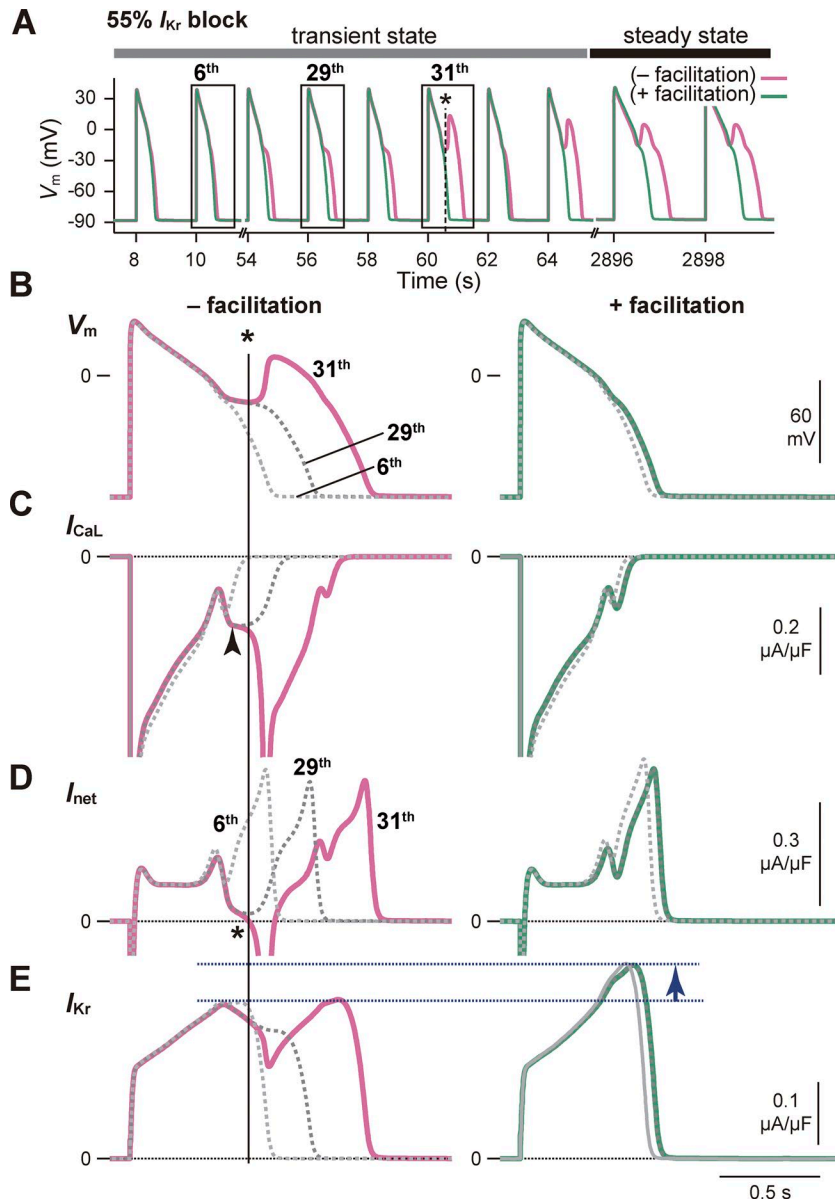 A
55% IKr block
transient state
steady state
6th
29th
31th
(– facilitation)
(+ facilitation)
*
Vm (mV)
30
0
-30
-60
-90
8
10
54
56
58
60
62
64
2896
2898
Time (s)
B
– facilitation
+ facilitation
Vm
*
0
31th
29th
6th
60
mV
C
ICaL
0
0
0.2
µA/µF
D
Inet
6th
29th
31th
0
*
0.3
µA/µF
E
IKr
0
0
0.1
µA/µF
0.5 s